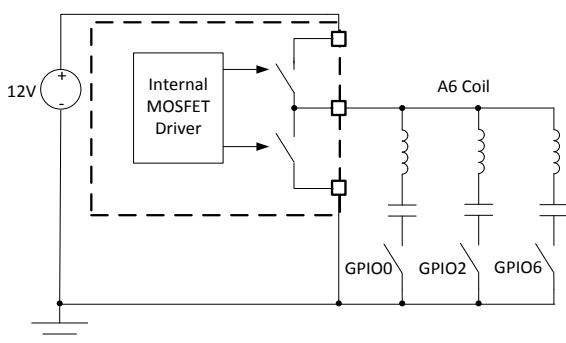 12V
+
-
Internal
MOSFET
Driver
A6 Coil
GPIO0
GPIO2
GPIO6